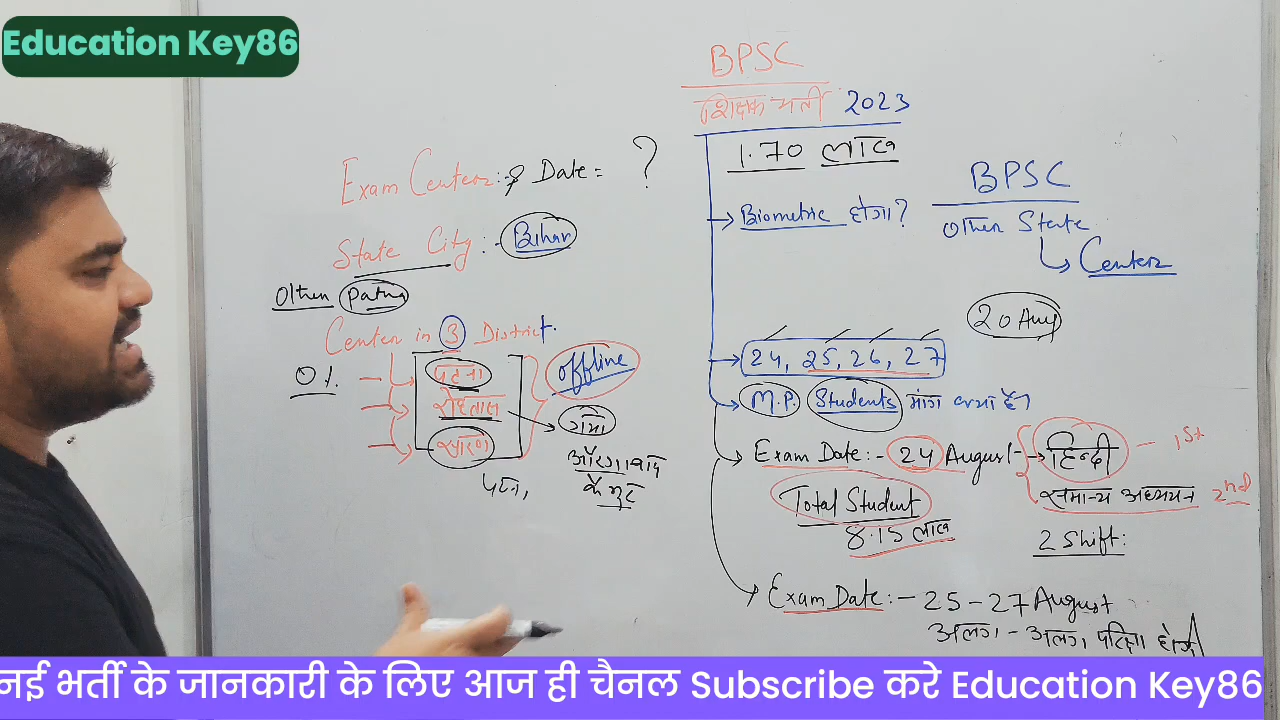 Education Key86
BPSC
शिक्षक भर्ती 2023
1.70 लाख
Biometric होगा?
BPSC
Other State
Center
20 Aug
24, 25, 26, 27
M.P. Students मांग क्या है?
Exam Date:- 24 August - हिन्दी - 1st
सामान्य अध्ययन 2nd
Total Student
8.15 लाख
2 Shift:
Exam Date:- 25-27 August
अलग-अलग परिक्षा होगी
Exam Center:- & Date = ?
State City:- Bihar
Other Patna
Center in 3 District.
01.
पटना
रोहतास
सारण
offline
गया
पटना,
नई भर्ती के जानकारी के लिए आज ही चैनल Subscribe करे Education Key86